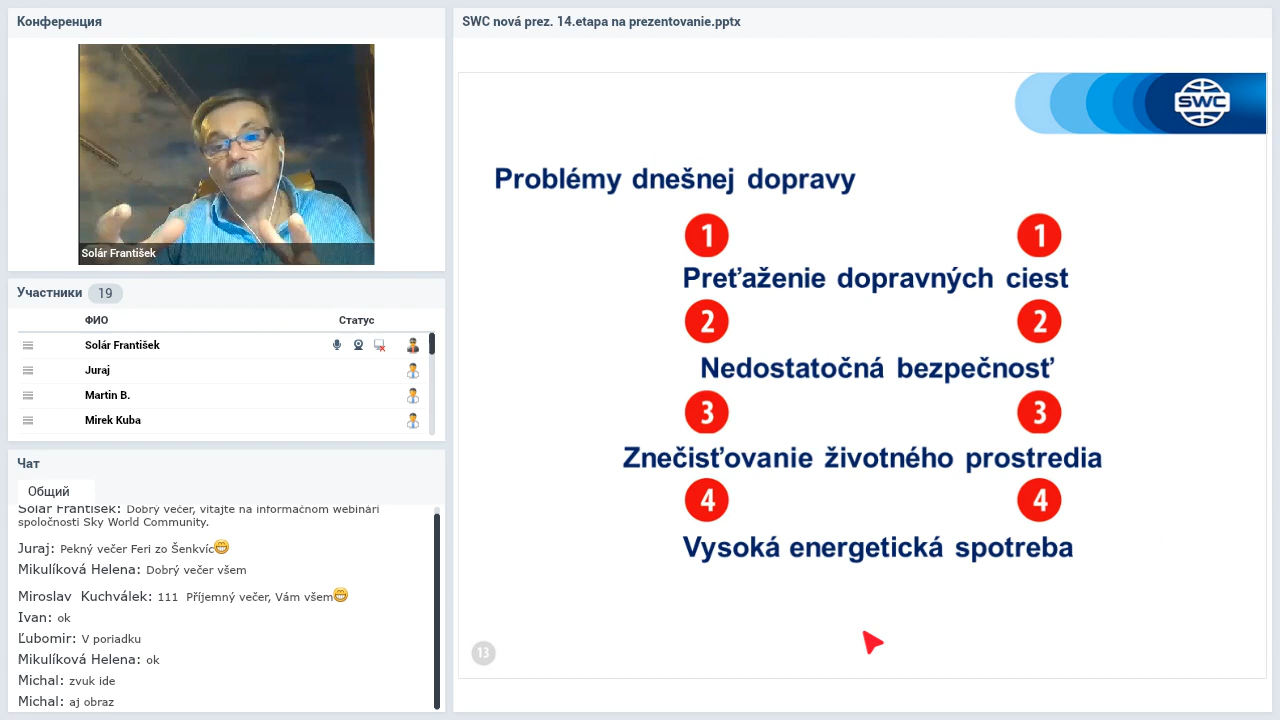 Конференция
Solár František
Участники 19
ФИО Статус
Solár František
Juraj
Martin B.
Mirek Kuba
Чат
Общий
Solár František: Dobrý večer, vitajte na informačnom webinári
spoločnosti Sky World Community.
Juraj: Pekný večer Feri zo Šenkvíc
Mikulíková Helena: Dobrý večer všem
Miroslav Kuchválek: 111 Příjemný večer, Vám všem
Ivan: ok
Ľubomir: V poriadku
Mikulíková Helena: ok
Michal: zvuk ide
Michal: aj obraz
SWC nová prez. 14.etapa na prezentovanie.pptx
SWC
Problémy dnešnej dopravy
1 1
Preťaženie dopravných ciest
2 2
Nedostatočná bezpečnosť
3 3
Znečisťovanie životného prostredia
4 4
Vysoká energetická spotreba
13